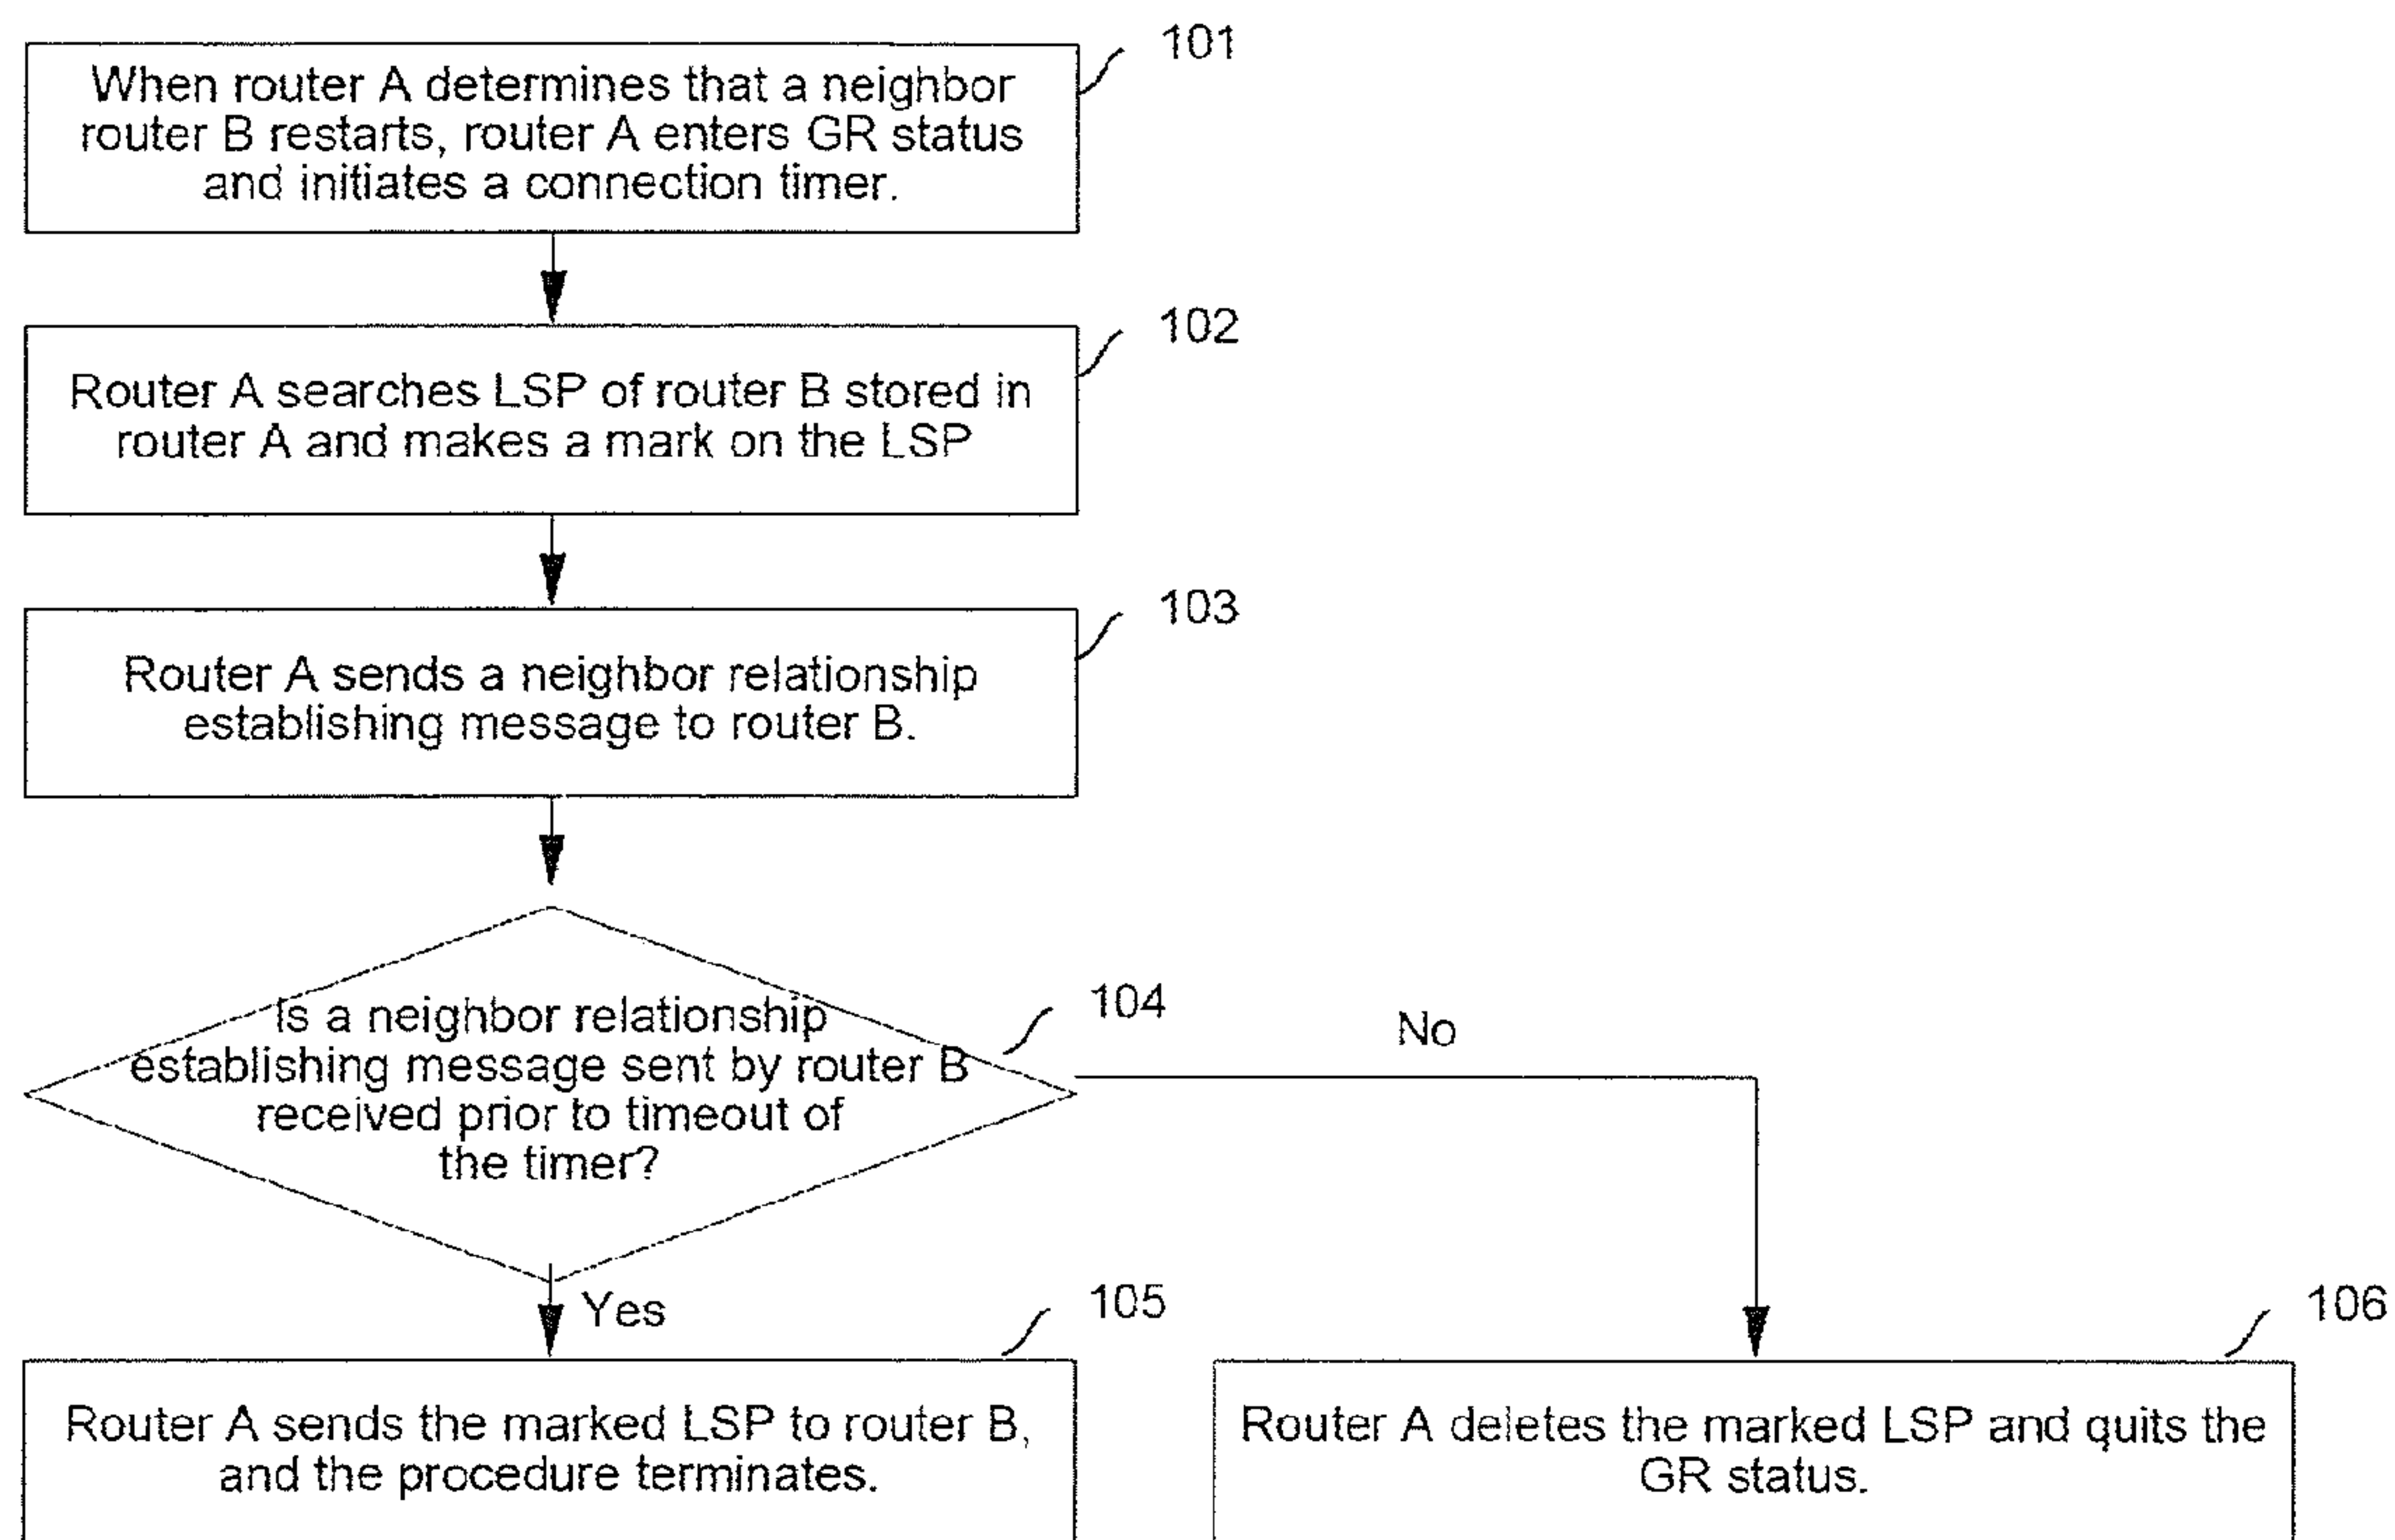 101
When router A determines that a neighbor
router B restarts, router A enters GR status
and initiates a connection timer.
102
Router A searches LSP of router B stored in
router A and makes a mark on the LSP
103
Router A sends a neighbor relationship
establishing message to router B.
104
Is a neighbor relationship
establishing message sent by router B
received prior to timeout of
the timer?
No
Yes
105
Router A sends the marked LSP to router B,
and the procedure terminates.
106
Router A deletes the marked LSP and quits the
GR status.